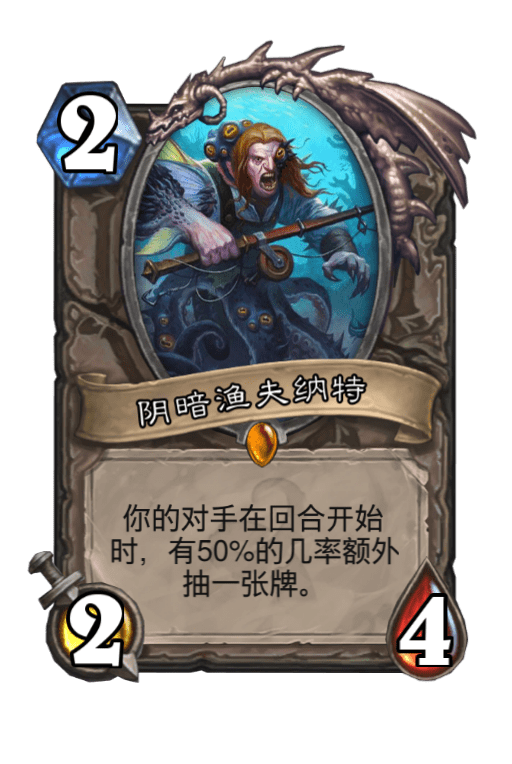 2
阴暗渔夫纳特
你的对手在回合开始
时，有50%的几率额外
抽一张牌。
2
4